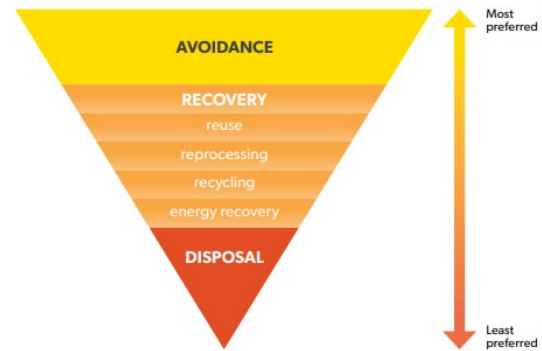 Most
preferred
AVOIDANCE
RECOVERY
reuse
reprocessing
recycling
energy recovery
DISPOSAL
Least
preferred